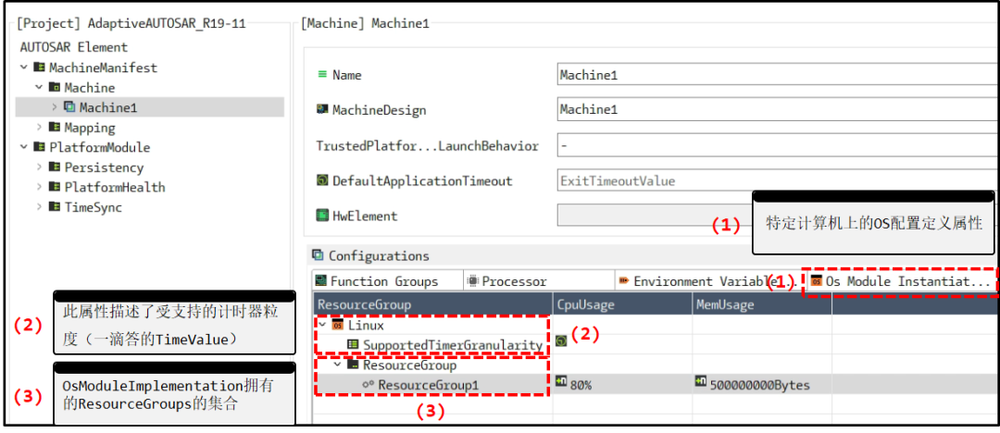 [Project] AdaptiveAUTOSAR_R19-11
AUTOSAR Element
MachineManifest
Machine
Machine1
Mapping
PlatformModule
Persistency
PlatformHealth
TimeSync
(2)
此属性描述了受支持的计时器粒
度（一滴答的TimeValue）
(3)
OsModuleImplementation拥有
的ResourceGroups的集合
[Machine] Machine1
Name
Machine1
MachineDesign
Machine1
TrustedPlatfor...LaunchBehavior
-
DefaultApplicationTimeout
ExitTimeoutValue
HwElement
(1)
特定计算机上的OS配置定义属性
Configurations
Function Groups
Processor
Environment Variable...
(1)
Os Module Instantiat...
ResourceGroup
CpuUsage
MemUsage
Linux
SupportedTimerGranularity
(2)
ResourceGroup
ResourceGroup1
80%
500000000Bytes
(3)